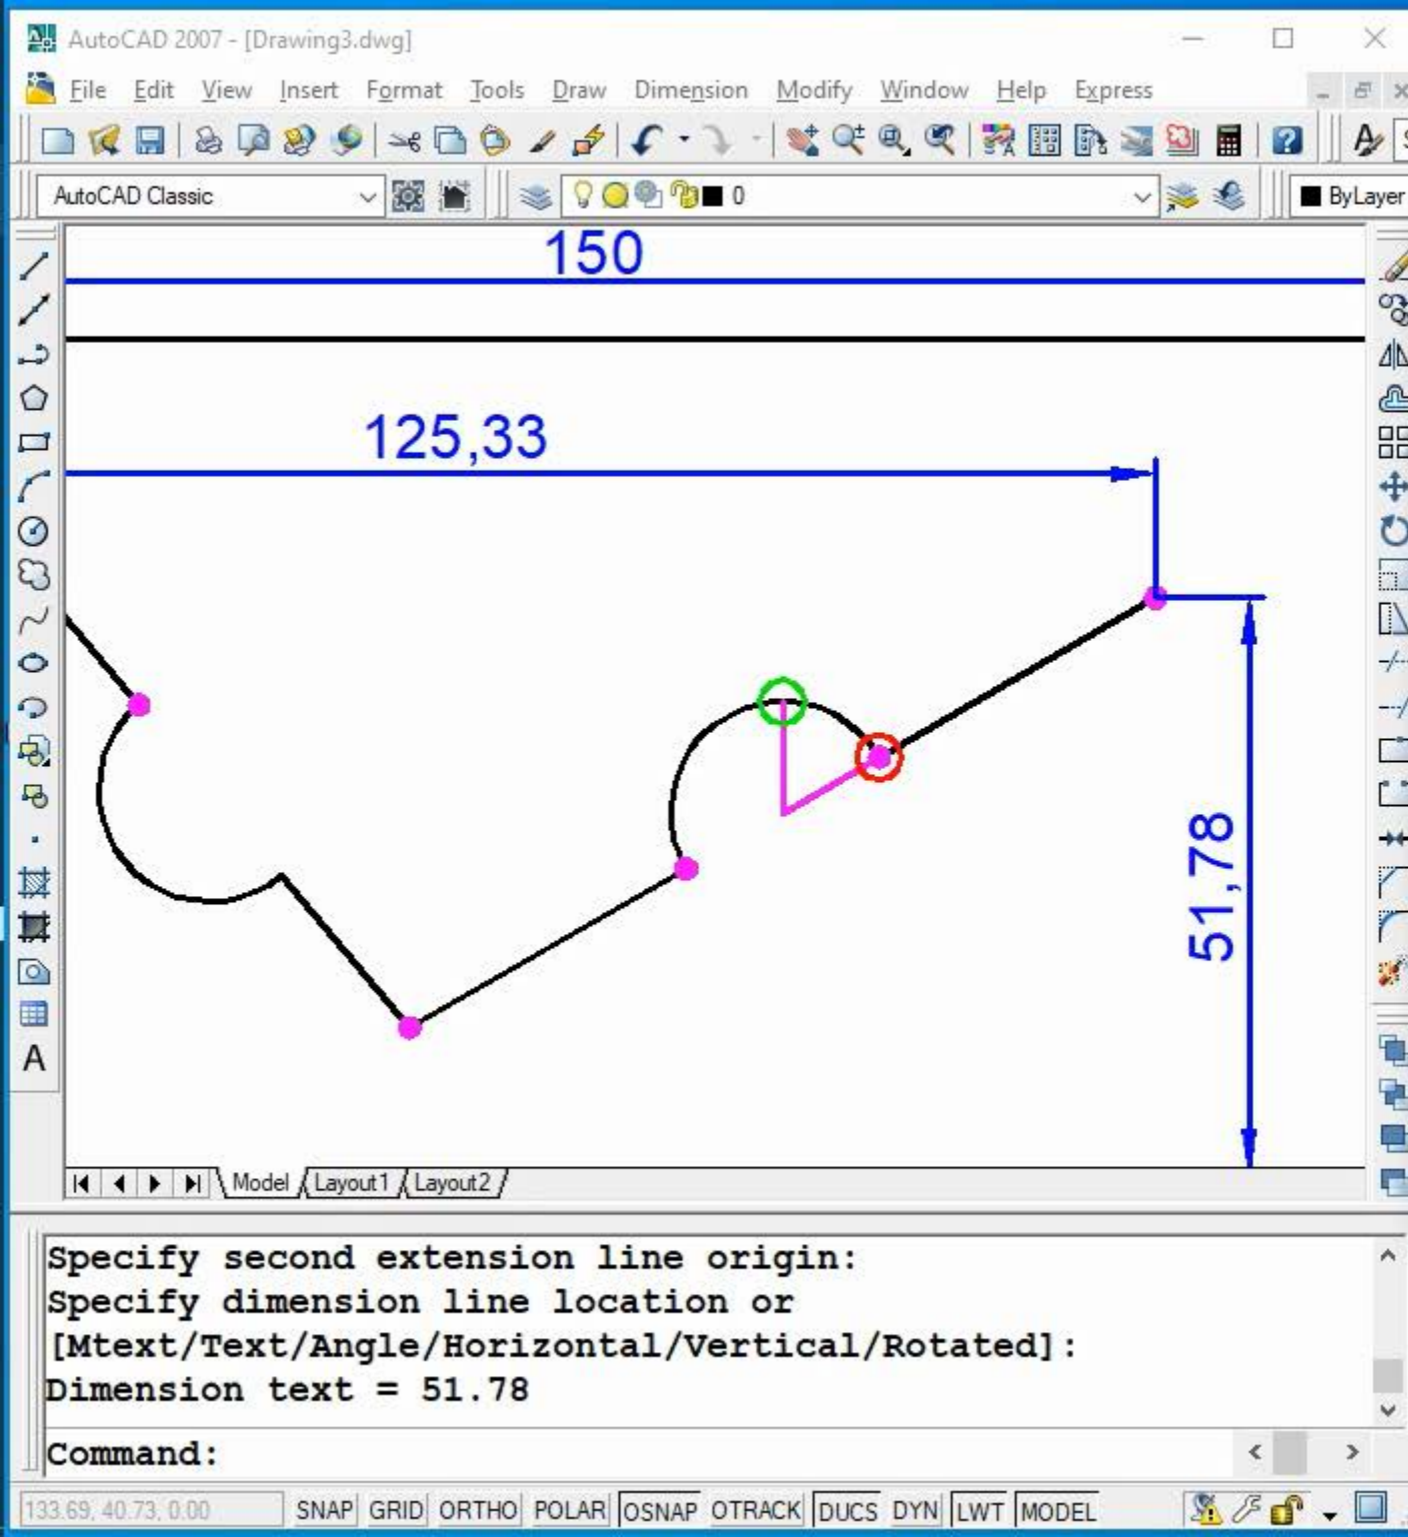 AutoCAD 2007 - [Drawing3.dwg]
File Edit View Insert Format Tools Draw Dimension Modify Window Help Express
AutoCAD Classic 0 ByLayer
150
125,33
51,78
A
Model Layout1 Layout2
Specify second extension line origin:
Specify dimension line location or
[Mtext/Text/Angle/Horizontal/Vertical/Rotated]:
Dimension text = 51.78
Command:
133.69, 40.73, 0.00 SNAP GRID ORTHO POLAR OSNAP OTRACK DUCS DYN LWT MODEL